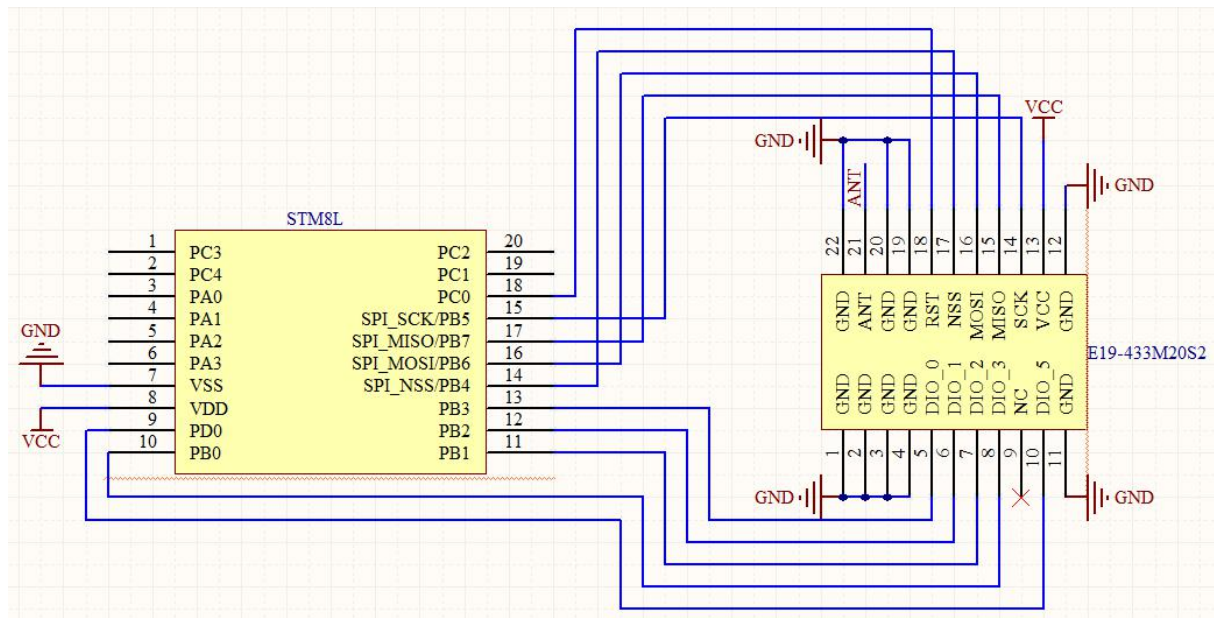 VCC
GND
ANT
GND
STM8L
22 21 20 19 18 17 16 15 14 13 12
GND ANT GND GND RST NSS MOSI MISO SCK VCC GND
E19-433M20S2
GND GND GND GND DIO_0 DIO_1 DIO_2 DIO_3 NC DIO_5 GND
1 2 3 4 5 6 7 8 9 10 11
GND
GND
1 PC3 PC2 20
2 PC4 PC1 19
3 PA0 PC0 18
4 PA1 SPI_SCK/PB5 15
5 PA2 SPI_MISO/PB7 17
6 PA3 SPI_MOSI/PB6 16
7 VSS SPI_NSS/PB4 14
8 VDD PB3 13
9 PD0 PB2 12
10 PB0 PB1 11
GND
VCC